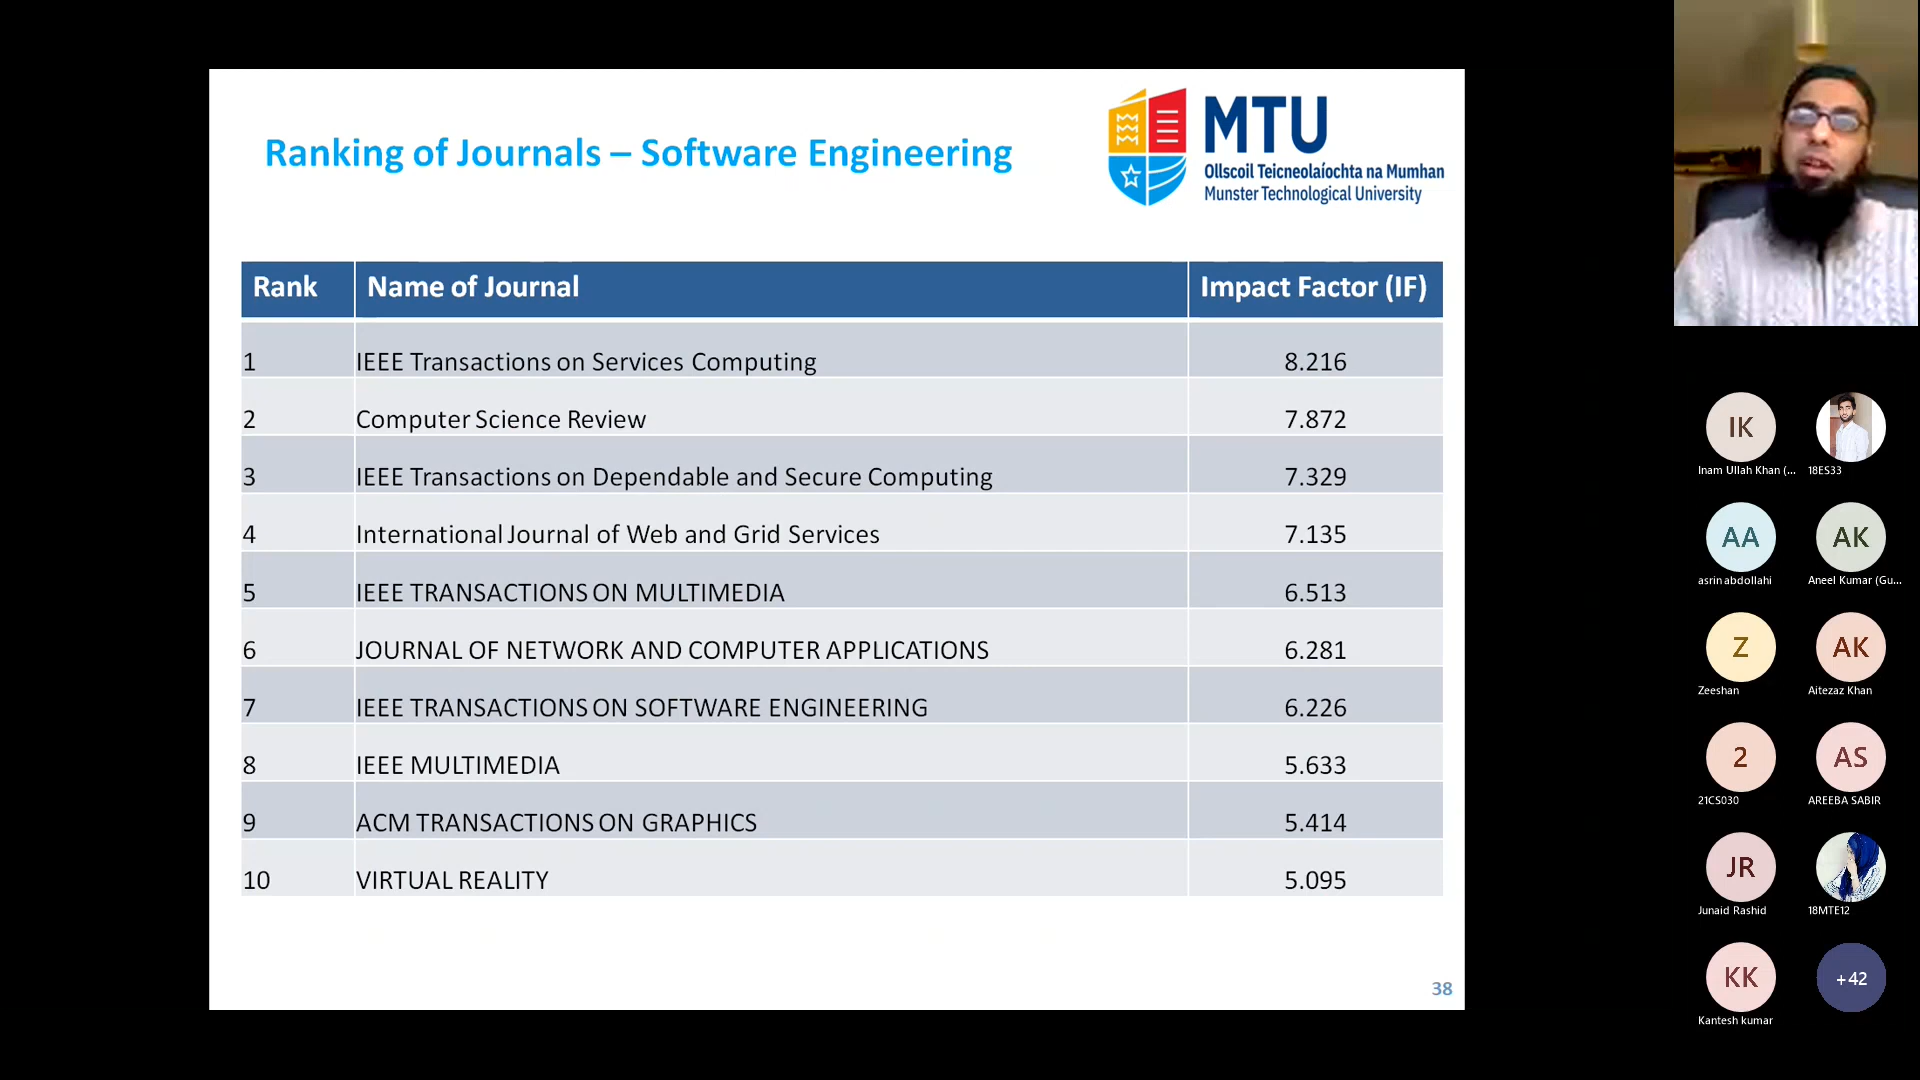 Ranking of Journals – Software Engineering
MTU
Ollscoil Teicneolaíochta na Mumhan
Munster Technological University
Rank Name of Journal Impact Factor (IF)
1 IEEE Transactions on Services Computing 8.216
2 Computer Science Review 7.872
3 IEEE Transactions on Dependable and Secure Computing 7.329
4 International Journal of Web and Grid Services 7.135
5 IEEE TRANSACTIONS ON MULTIMEDIA 6.513
6 JOURNAL OF NETWORK AND COMPUTER APPLICATIONS 6.281
7 IEEE TRANSACTIONS ON SOFTWARE ENGINEERING 6.226
8 IEEE MULTIMEDIA 5.633
9 ACM TRANSACTIONS ON GRAPHICS 5.414
10 VIRTUAL REALITY 5.095
38
IK
Inam Ullah Khan (... 18ES33
AA AK
asrin abdollahi Aneel Kumar (Gu...
Z AK
Zeeshan Aitezaz Khan
2 AS
21CS030 AREEBA SABIR
JR
Junaid Rashid 18MTE12
KK +42
Kantesh kumar